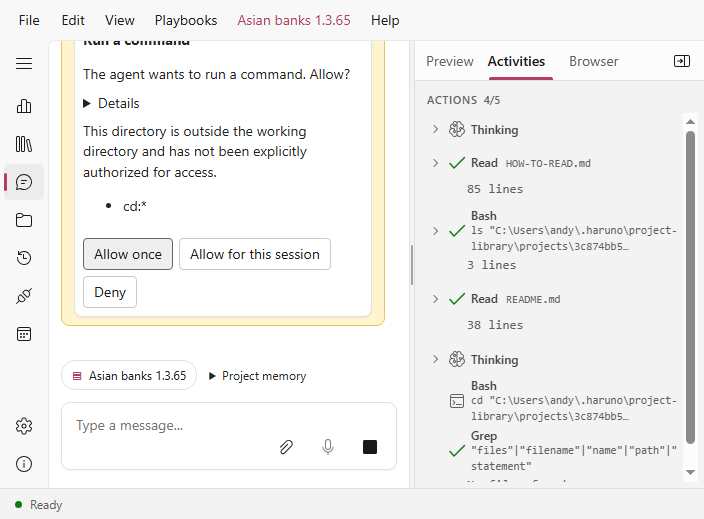 File Edit View Playbooks Asian banks 1.3.65 Help
Run a command
The agent wants to run a command. Allow?
Details
This directory is outside the working
directory and has not been explicitly
authorized for access.
cd:*
Allow once Allow for this session
Deny
Asian banks 1.3.65 Project memory
Type a message...
Preview Activities Browser
ACTIONS 4/5
Thinking
Read HOW-TO-READ.md
85 lines
Bash
ls "C:\Users\andy\.haruno\project-
library\projects\3c874bb5…
3 lines
Read README.md
38 lines
Thinking
Bash
cd "C:\Users\andy\.haruno\project-
library\projects\3c874bb5…
Grep
"files"|"filename"|"name"|"path"|"
statement"
Ready